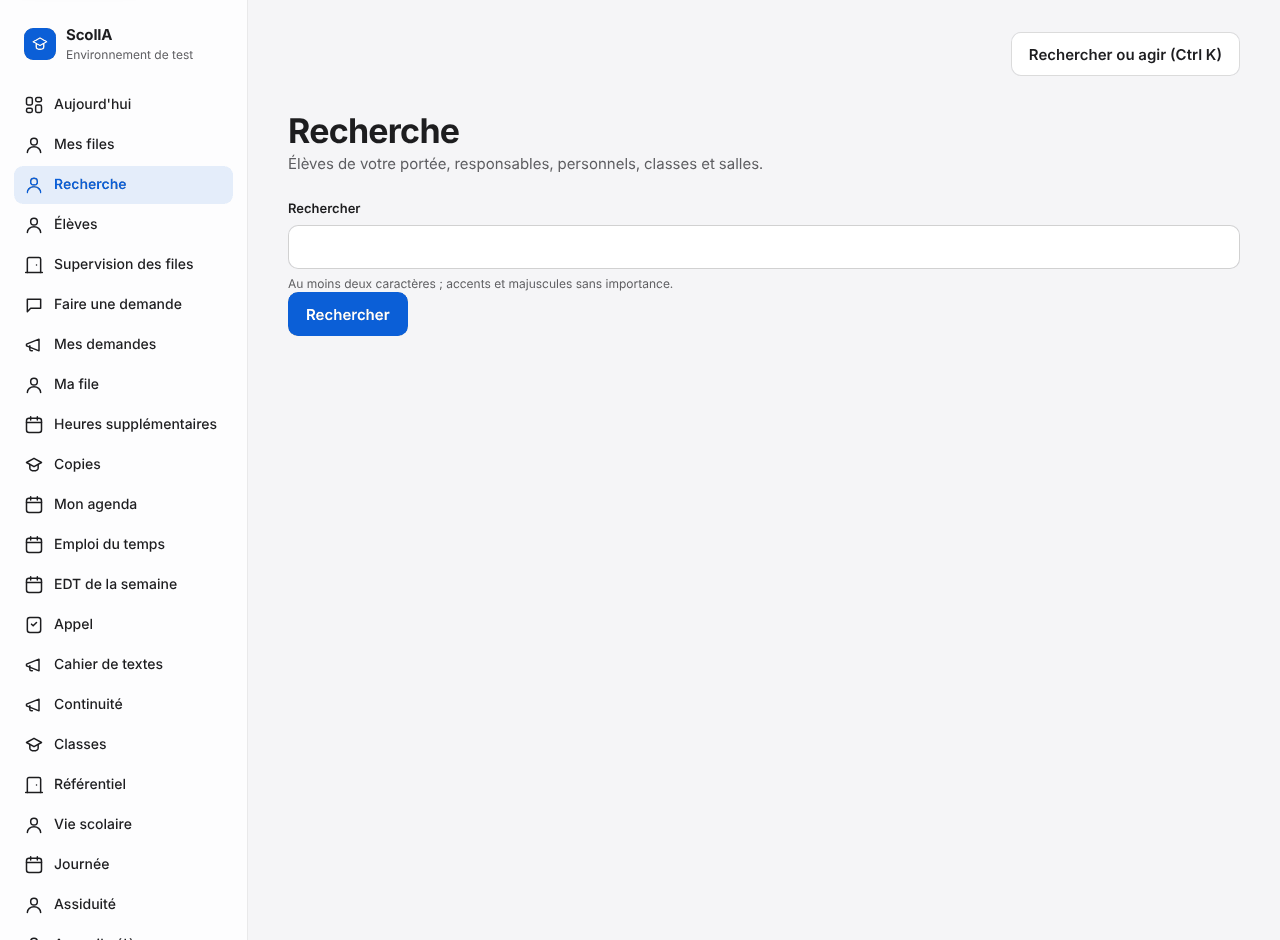 ScolIA
Environnement de test
Aujourd'hui
Mes files
Recherche
Élèves
Supervision des files
Faire une demande
Mes demandes
Ma file
Heures supplémentaires
Copies
Mon agenda
Emploi du temps
EDT de la semaine
Appel
Cahier de textes
Continuité
Classes
Référentiel
Vie scolaire
Journée
Assiduité
Rechercher ou agir (Ctrl K)
Recherche
Élèves de votre portée, responsables, personnels, classes et salles.
Rechercher
Au moins deux caractères ; accents et majuscules sans importance.
Rechercher